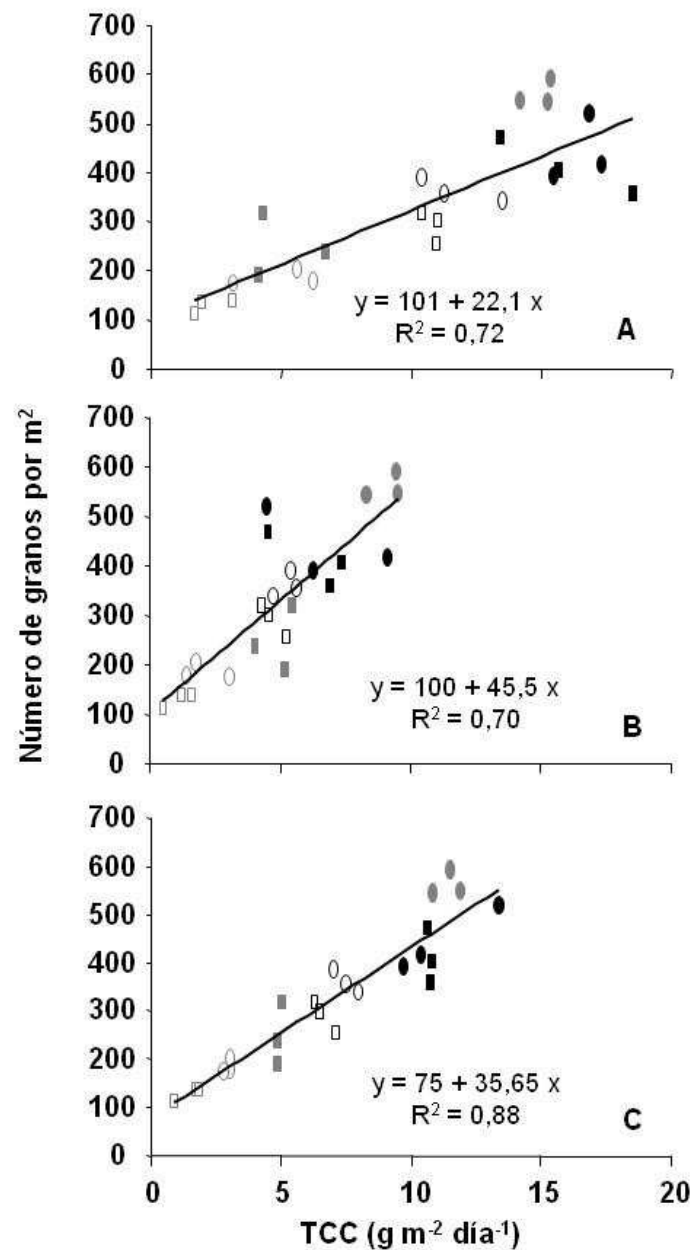 700
600
500
400
300
200
100
0
y = 101 + 22,1 x
R² = 0,72
A
Número de granos por m²
700
600
500
400
300
200
100
0
y = 100 + 45,5 x
R² = 0,70
B
700
600
500
400
300
200
100
0
y = 75 + 35,65 x
R² = 0,88
C
0 5 10 15 20
TCC (g m⁻² día⁻¹)